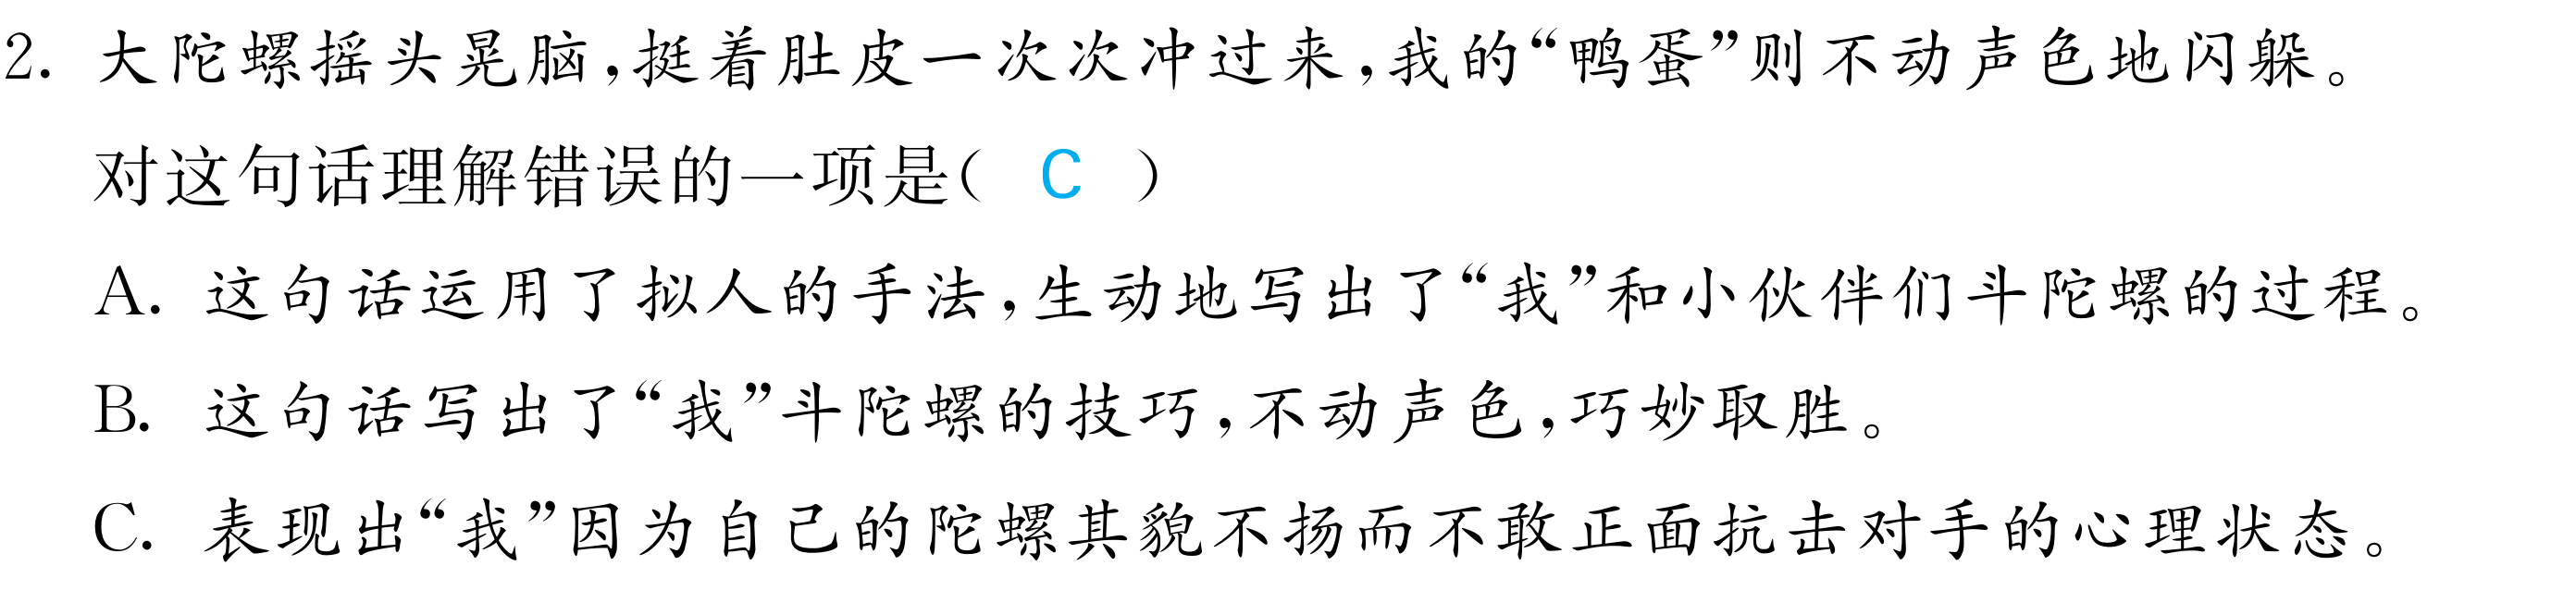 2. 大陀螺摇头晃脑,挺着肚皮一次次冲过来,我的“鸭蛋”则不动声色地闪躲。
对这句话理解错误的一项是( C )
A. 这句话运用了拟人的手法,生动地写出了“我”和小伙伴们斗陀螺的过程。
B. 这句话写出了“我”斗陀螺的技巧,不动声色,巧妙取胜。
C. 表现出“我”因为自己的陀螺其貌不扬而不敢正面抗击对手的心理状态。